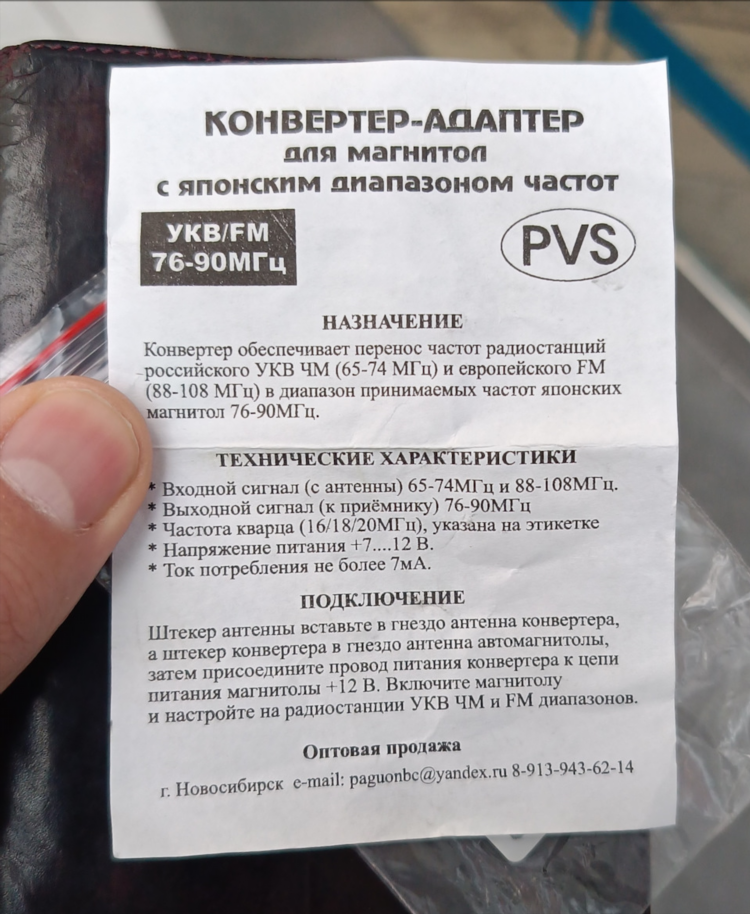 КОНВЕРТЕР-АДАПТЕР
для магнитол
с японским диапазоном частот
УКВ/FM
76-90МГц
PVS
НАЗНАЧЕНИЕ
Конвертер обеспечивает перенос частот радиостанций
российского УКВ ЧМ (65-74 МГц) и европейского FM
(88-108 МГц) в диапазон принимаемых частот японских
магнитол 76-90МГц.
ТЕХНИЧЕСКИЕ ХАРАКТЕРИСТИКИ
* Входной сигнал (с антенны) 65-74МГц и 88-108МГц.
* Выходной сигнал (к приёмнику) 76-90МГц
* Частота кварца (16/18/20МГц), указана на этикетке
* Напряжение питания +7....12 В.
* Ток потребления не более 7мА.
ПОДКЛЮЧЕНИЕ
Штекер антенны вставьте в гнездо антенна конвертера,
а штекер конвертера в гнездо антенна автомагнитолы,
затем присоедините провод питания конвертера к цепи
питания магнитолы +12 В. Включите магнитолу
и настройте на радиостанции УКВ ЧМ и FM диапазонов.
Оптовая продажа
г. Новосибирск e-mail: paguonbc@yandex.ru 8-913-943-62-14